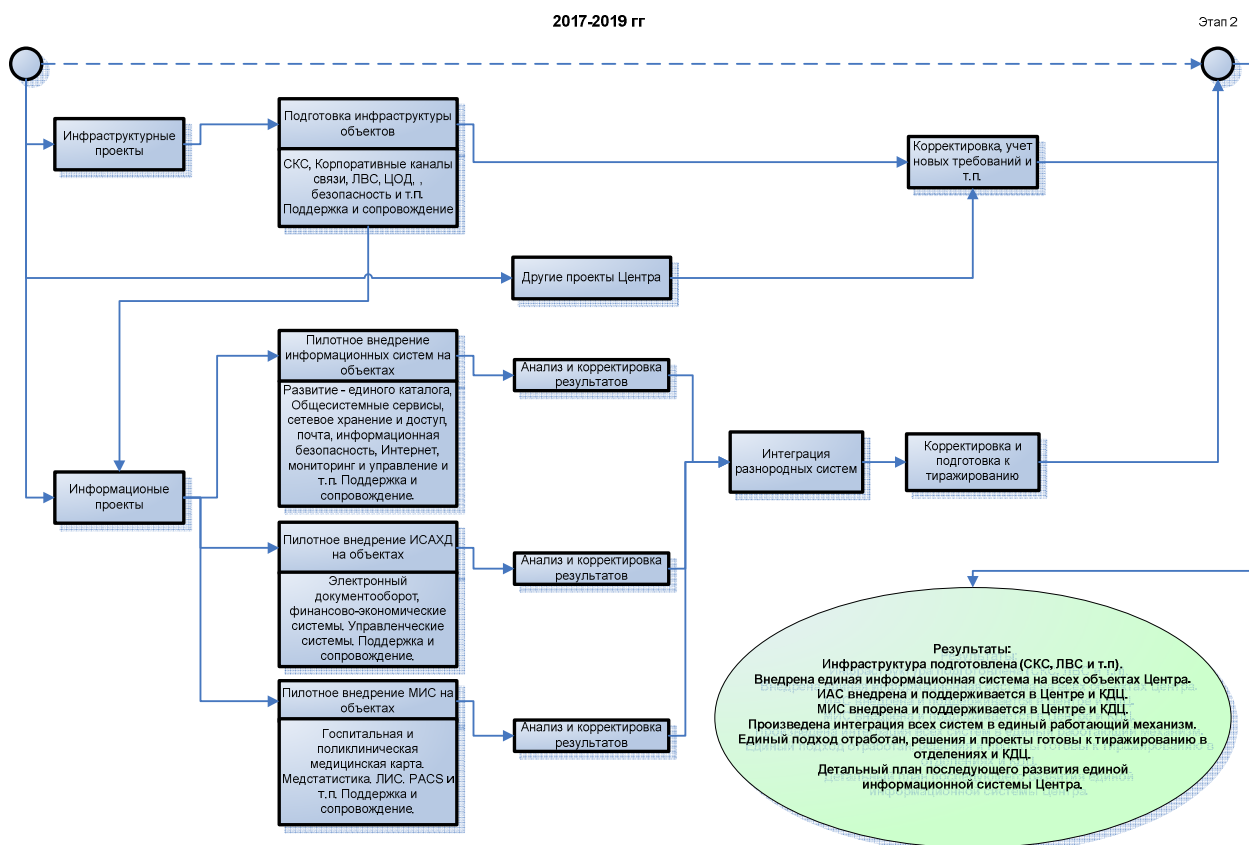 2017-2019 гг
Этап 2
Инфраструктурные
проекты
Подготовка инфраструктуры
объектов
СКС, Корпоративные каналы
связи, ЛВС, ЦОД, ,
безопасность и т.п.
Поддержка и сопровождение
Корректировка, учет
новых требований и
т.п.
Другие проекты Центра
Пилотное внедрение
информационных систем на
объектах
Развитие – единого каталога,
Общесистемные сервисы,
сетевое хранение и доступ,
почта, информационная
безопасность, Интернет,
мониторинг и управление и
т.п. Поддержка и
сопровождение.
Анализ и корректировка
результатов
Интеграция
разнородных систем
Корректировка и
подготовка к
тиражированию
Информационые
проекты
Пилотное внедрение ИСАХД
на объектах
Электронный
документооборот,
финансово-экономические
системы. Управленческие
системы. Поддержка и
сопровождение.
Анализ и корректировка
результатов
Пилотное внедрение МИС на
объектах
Госпитальная и
поликлиническая
медицинская карта.
Медстатистика. ЛИС. PACS и
т.п. Поддержка и
сопровождение.
Анализ и корректировка
результатов
Результаты:
Инфраструктура подготовлена (СКС, ЛВС и т.п).
Внедрена единая информационная система на всех объектах Центра.
ИАС внедрена и поддерживается в Центре и КДЦ.
МИС внедрена и поддерживается в Центре и КДЦ.
Произведена интеграция всех систем в единый работающий механизм.
Единый подход отработан, решения и проекты готовы к тиражированию в
отделениях и КДЦ.
Детальный план последующего развития единой
информационной системы Центра.